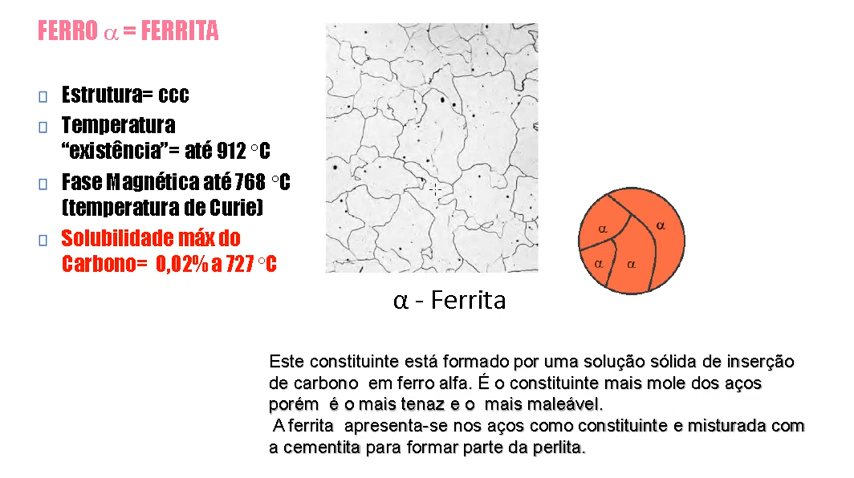 FERRO α = FERRITA
Estrutura= ccc
Temperatura
“existência”= até 912 °C
Fase Magnética até 768 °C
(temperatura de Curie)
Solubilidade máx do
Carbono= 0,02% a 727 °C
α
α
α
α
α - Ferrita
Este constituinte está formado por uma solução sólida de inserção
de carbono em ferro alfa. É o constituinte mais mole dos aços
porém é o mais tenaz e o mais maleável.
A ferrita apresenta-se nos aços como constituinte e misturada com
a cementita para formar parte da perlita.